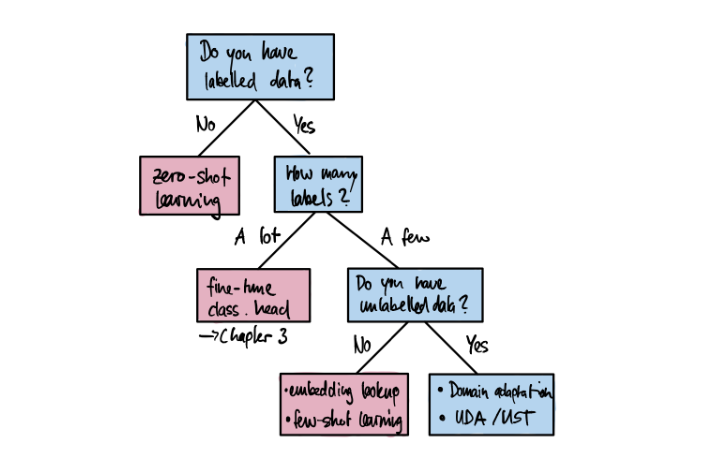 Do you have
labelled data?
No
Yes
zero-shot
learning
How many
labels?
A lot
A few
fine-tune
class. head
→Chapter 3
Do you have
unlabelled data?
No
Yes
• embedding lookup
• few-shot learning
• Domain adaptation
• UDA / UST